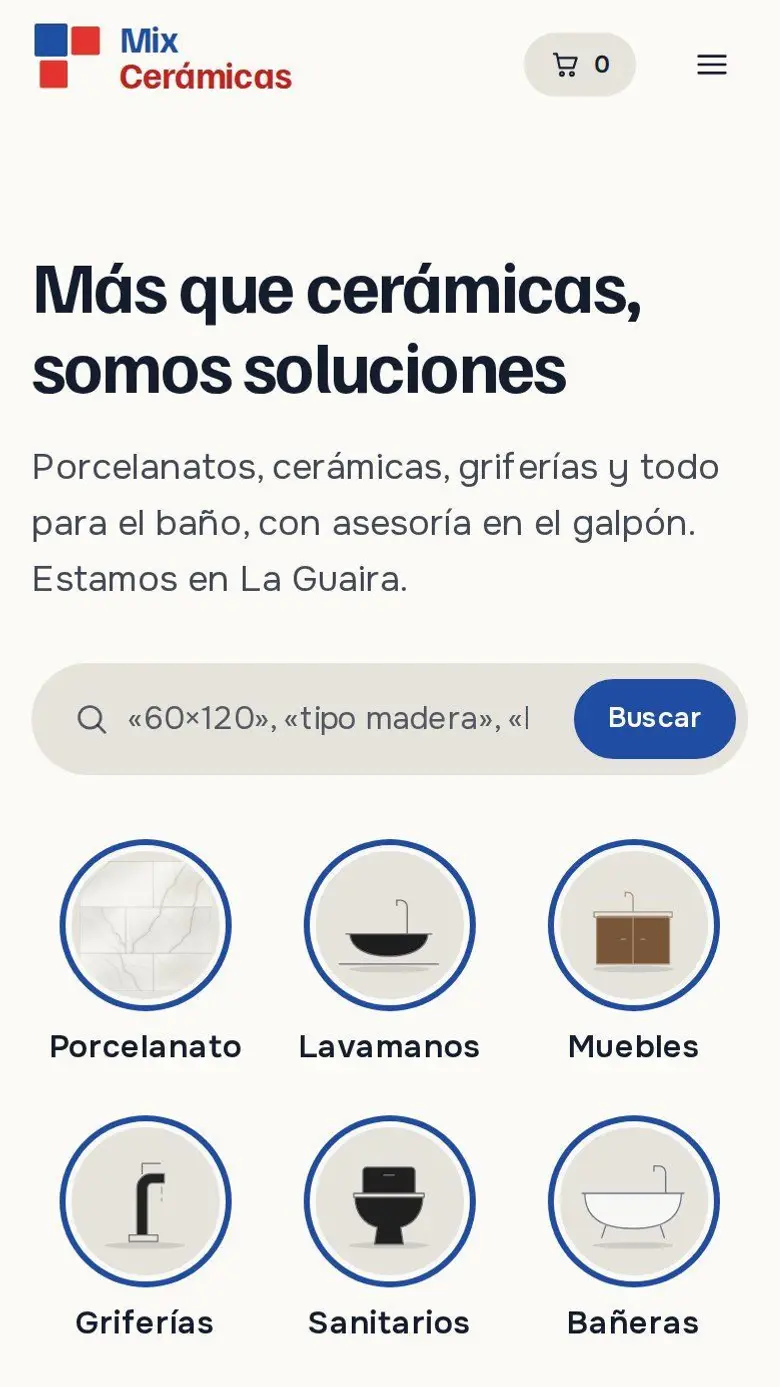 Mix
Cerámicas
0
Más que cerámicas,
somos soluciones
Porcelanatos, cerámicas, griferías y todo
para el baño, con asesoría en el galpón.
Estamos en La Guaira.
«60×120», «tipo madera», «l
Buscar
Porcelanato
Lavamanos
Muebles
Griferías
Sanitarios
Bañeras